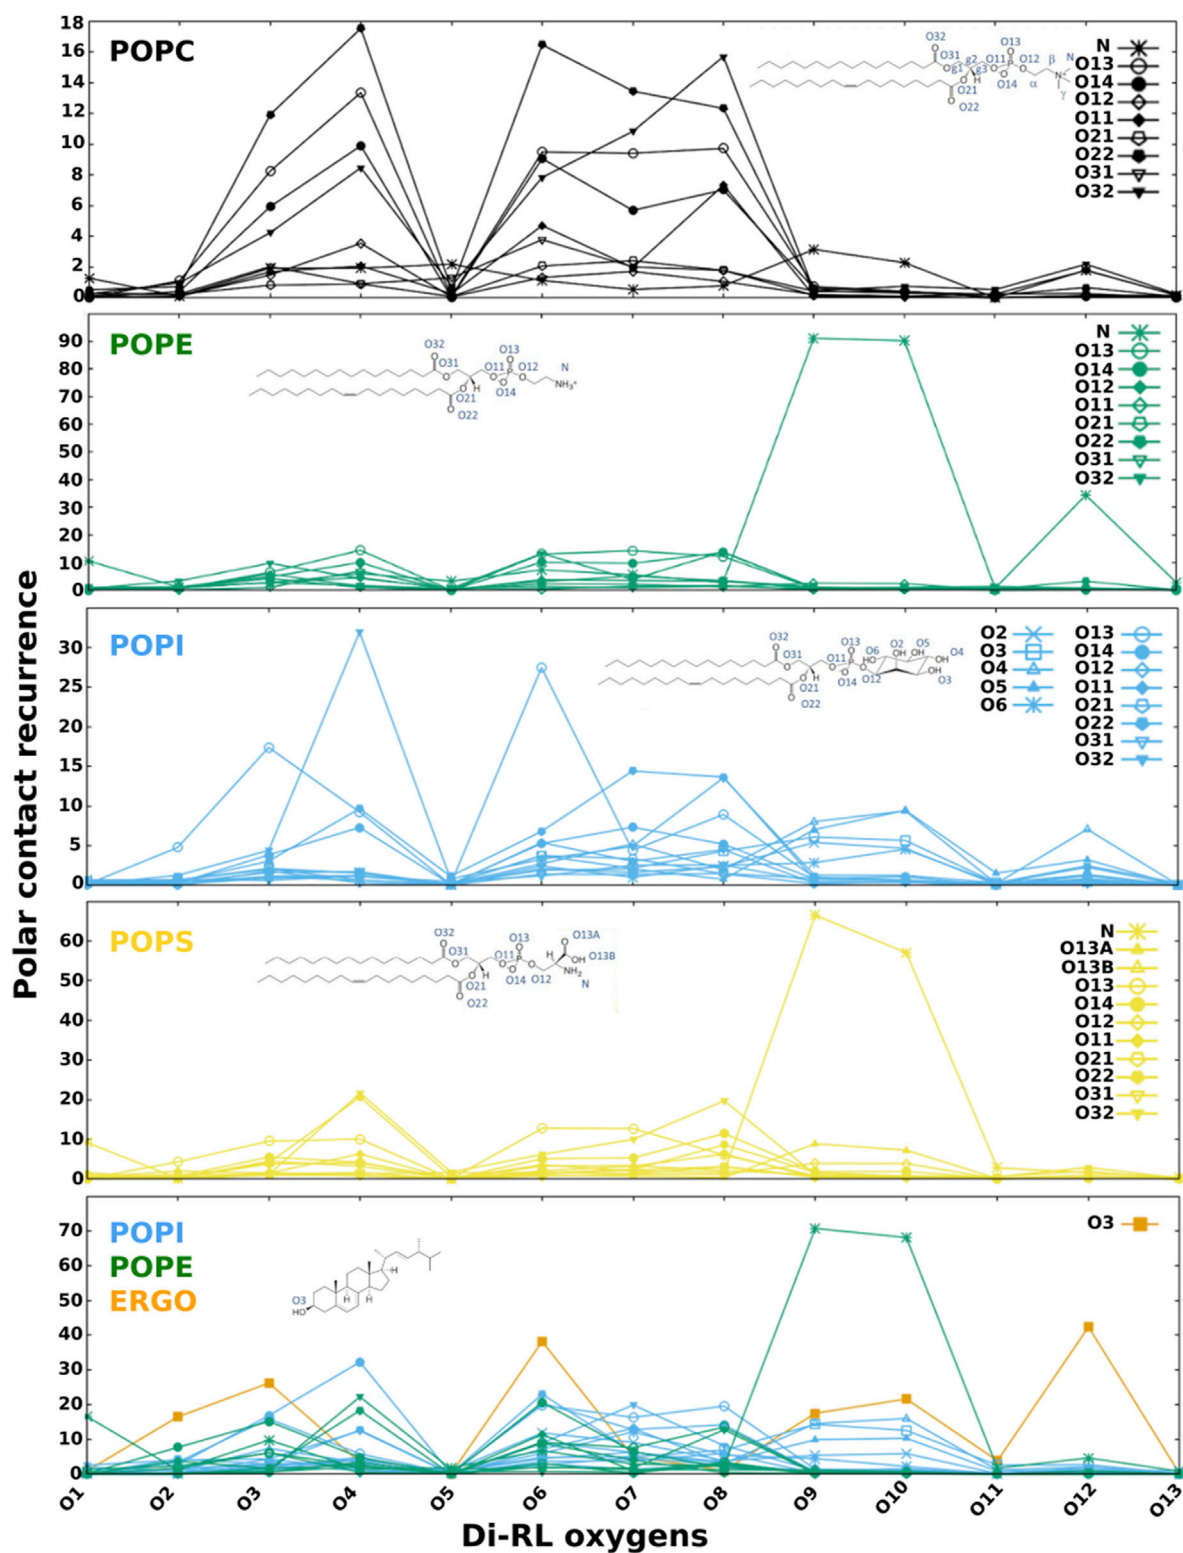 Polar contact recurrence
18
16
14
12
10
8
6
4
2
0
POPC
O32
O31
g1
g2
g3
O11
O13
O12
β
N
O21
O14
α
γ
O22
N
O13
O14
O12
O11
O21
O22
O31
O32
90
80
70
60
50
40
30
20
10
0
POPE
O32
O13
O31
O11
O12
N
NH₃⁺
O21
O14
O22
H
N
O13
O14
O12
O11
O21
O22
O31
O32
30
25
20
15
10
5
0
POPI
O32
O13
O2
O5
O31
O11
O6
O4
O21
O14
O12
O3
O22
O2
O3
O4
O5
O6
O13
O14
O12
O11
O21
O22
O31
O32
60
50
40
30
20
10
0
POPS
O32
O13
O13A
O31
O11
H
OH
O13B
O21
O14
O12
NH₂
N
O22
N
O13A
O13B
O13
O14
O12
O11
O21
O22
O31
O32
70
60
50
40
30
20
10
0
POPI
POPE
ERGO
O3
HO
H
H
H
O3
O1
O2
O3
O4
O5
O6
O7
O8
O9
O10
O11
O12
O13
Di-RL oxygens